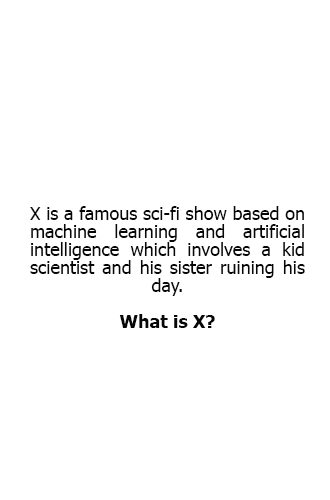 X is a famous sci-fi show based on
machine learning and artificial
intelligence which involves a kid
scientist and his sister ruining his
day.
What is X?